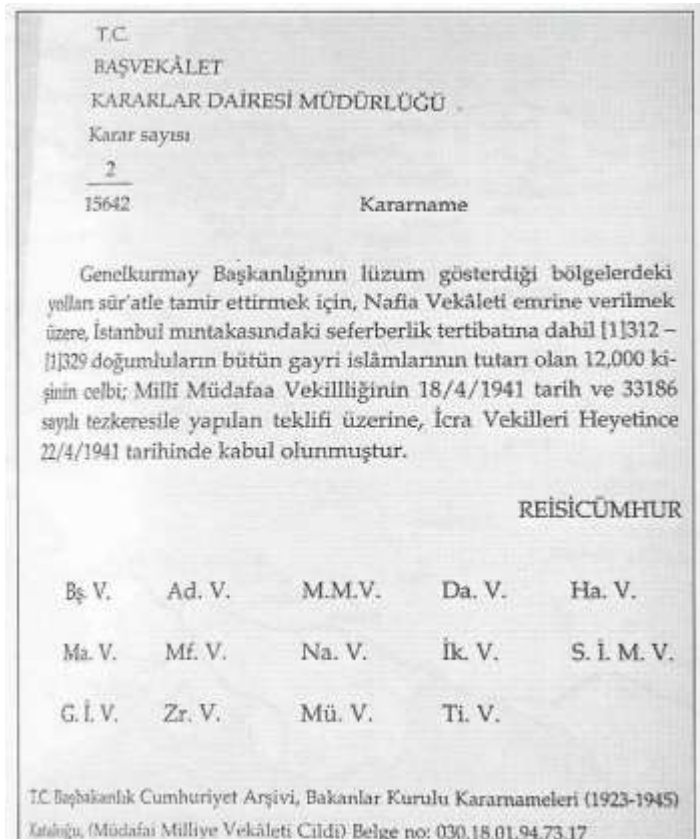 T.C.
BAŞVEKÂLET
KARARLAR DAİRESİ MÜDÜRLÜĞÜ
Karar sayısı
2
15642 Kararname
Genelkurmay Başkanlığının lüzum gösterdiği bölgelerdeki
yolları sür'atle tamir ettirmek için, Nafia Vekâleti emrine verilmek
üzere, İstanbul mıntakasındaki seferberlik tertibatına dahil [1]312 –
[1]329 doğumluların bütün gayri islâmlarının tutarı olan 12,000 ki-
şinin celbi; Millî Müdafaa Vekillliğinin 18/4/1941 tarih ve 33186
sayılı tezkeresile yapılan teklifi üzerine, İcra Vekilleri Heyetince
22/4/1941 tarihinde kabul olunmuştur.
REİSİCÜMHUR
Bş. V. Ad. V. M.M.V. Da. V. Ha. V.
Ma. V. Mf. V. Na. V. İk. V. S. İ. M. V.
G. İ. V. Zr. V. Mü. V. Ti. V.
T.C. Başbakanlık Cumhuriyet Arşivi, Bakanlar Kurulu Kararnameleri (1923-1945)
Kataloğu, (Müdafai Milliye Vekâleti Cildi) Belge no: 030.18.01.94.73.17